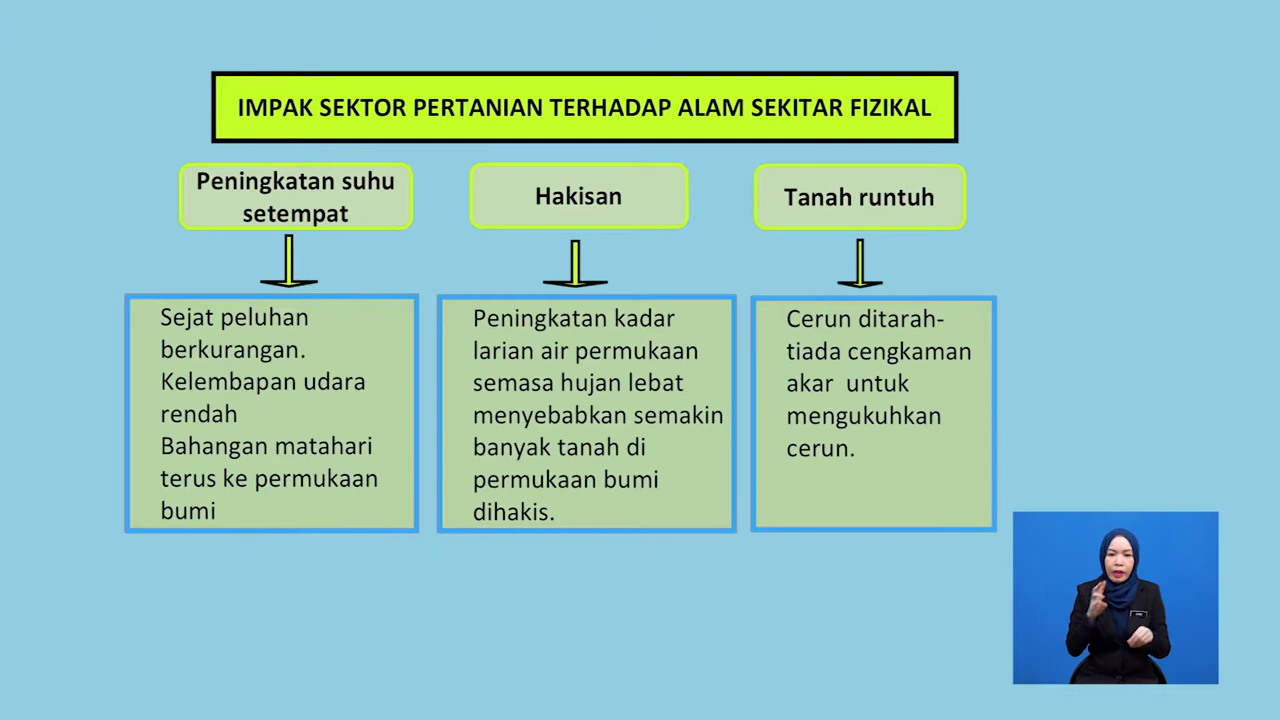 IMPAK SEKTOR PERTANIAN TERHADAP ALAM SEKITAR FIZIKAL
Peningkatan suhu
setempat
Sejat peluhan
berkurangan.
Kelembapan udara
rendah
Bahangan matahari
terus ke permukaan
bumi
Hakisan
Peningkatan kadar
larian air permukaan
semasa hujan lebat
menyebabkan semakin
banyak tanah di
permukaan bumi
dihakis.
Tanah runtuh
Cerun ditarah-
tiada cengkaman
akar  untuk
mengukuhkan
cerun.